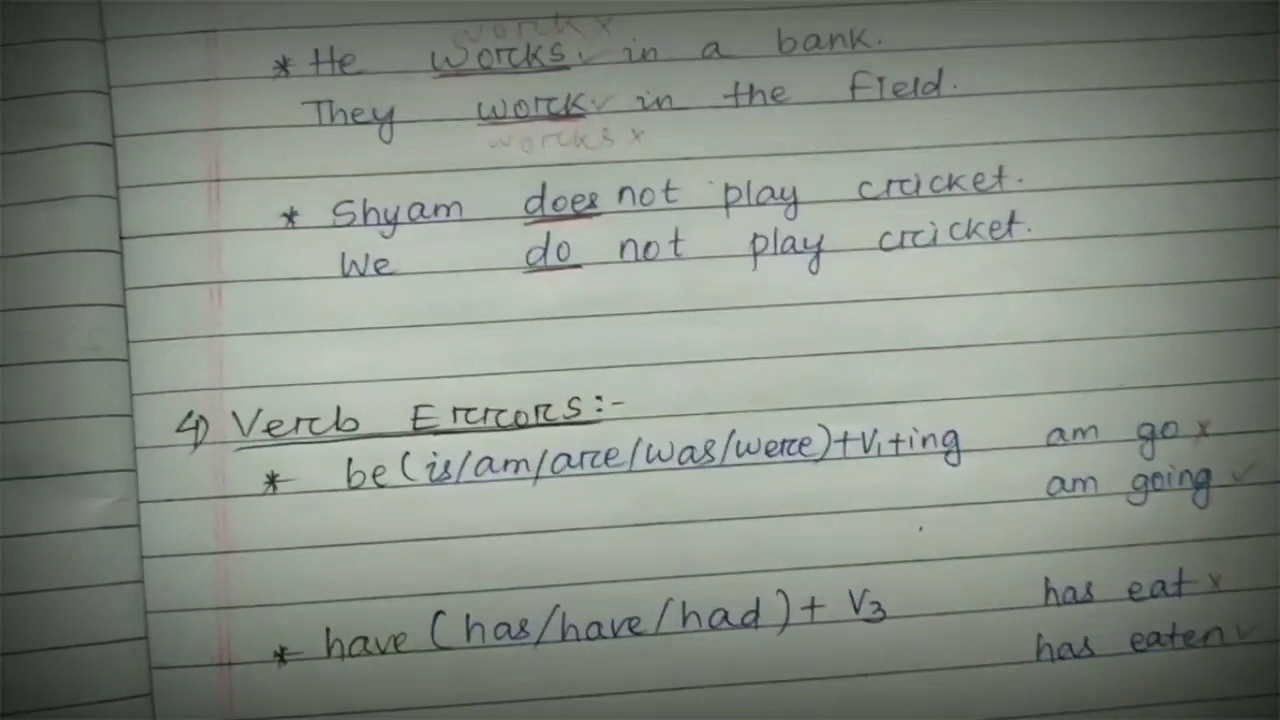 work x
* He works ✓ in a bank.
They work ✓ in the field.
works x
* Shyam does not play cricket.
We do not play cricket.
4) Verb Errors:-
* be (is/am/are/was/were)+V1+ing am go x
am going ✓
* have (has/have/had)+ V3 has eat x
has eaten ✓